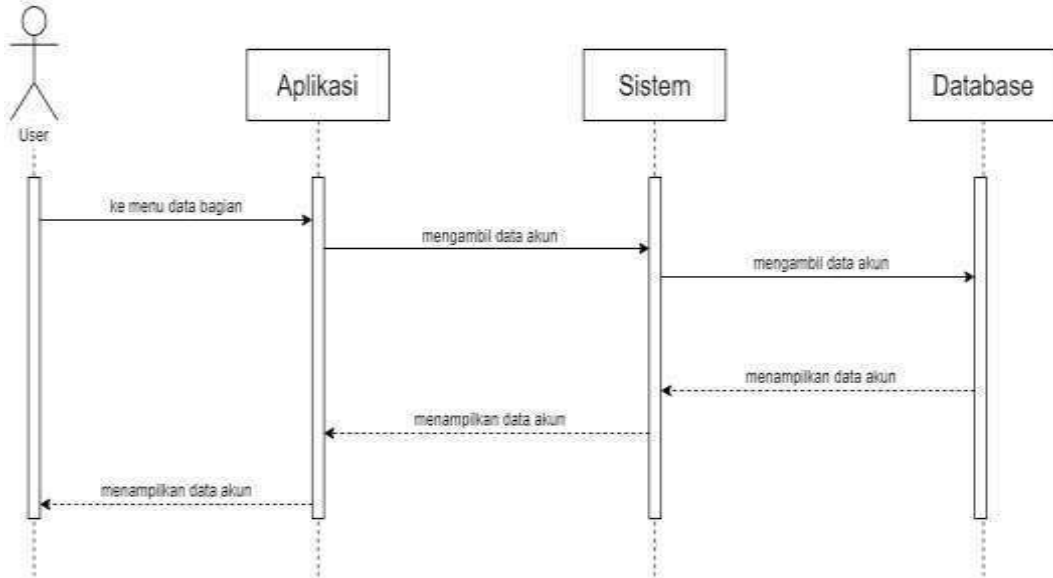 User
Aplikasi
Sistem
Database
ke menu data bagian
mengambil data akun
mengambil data akun
menampilkan data akun
menampilkan data akun
menampilkan data akun